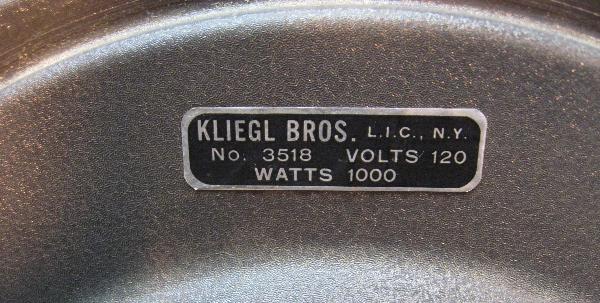 KLIEGL BROS. L.I.C., N.Y.
No. 3518 VOLTS 120
WATTS 1000